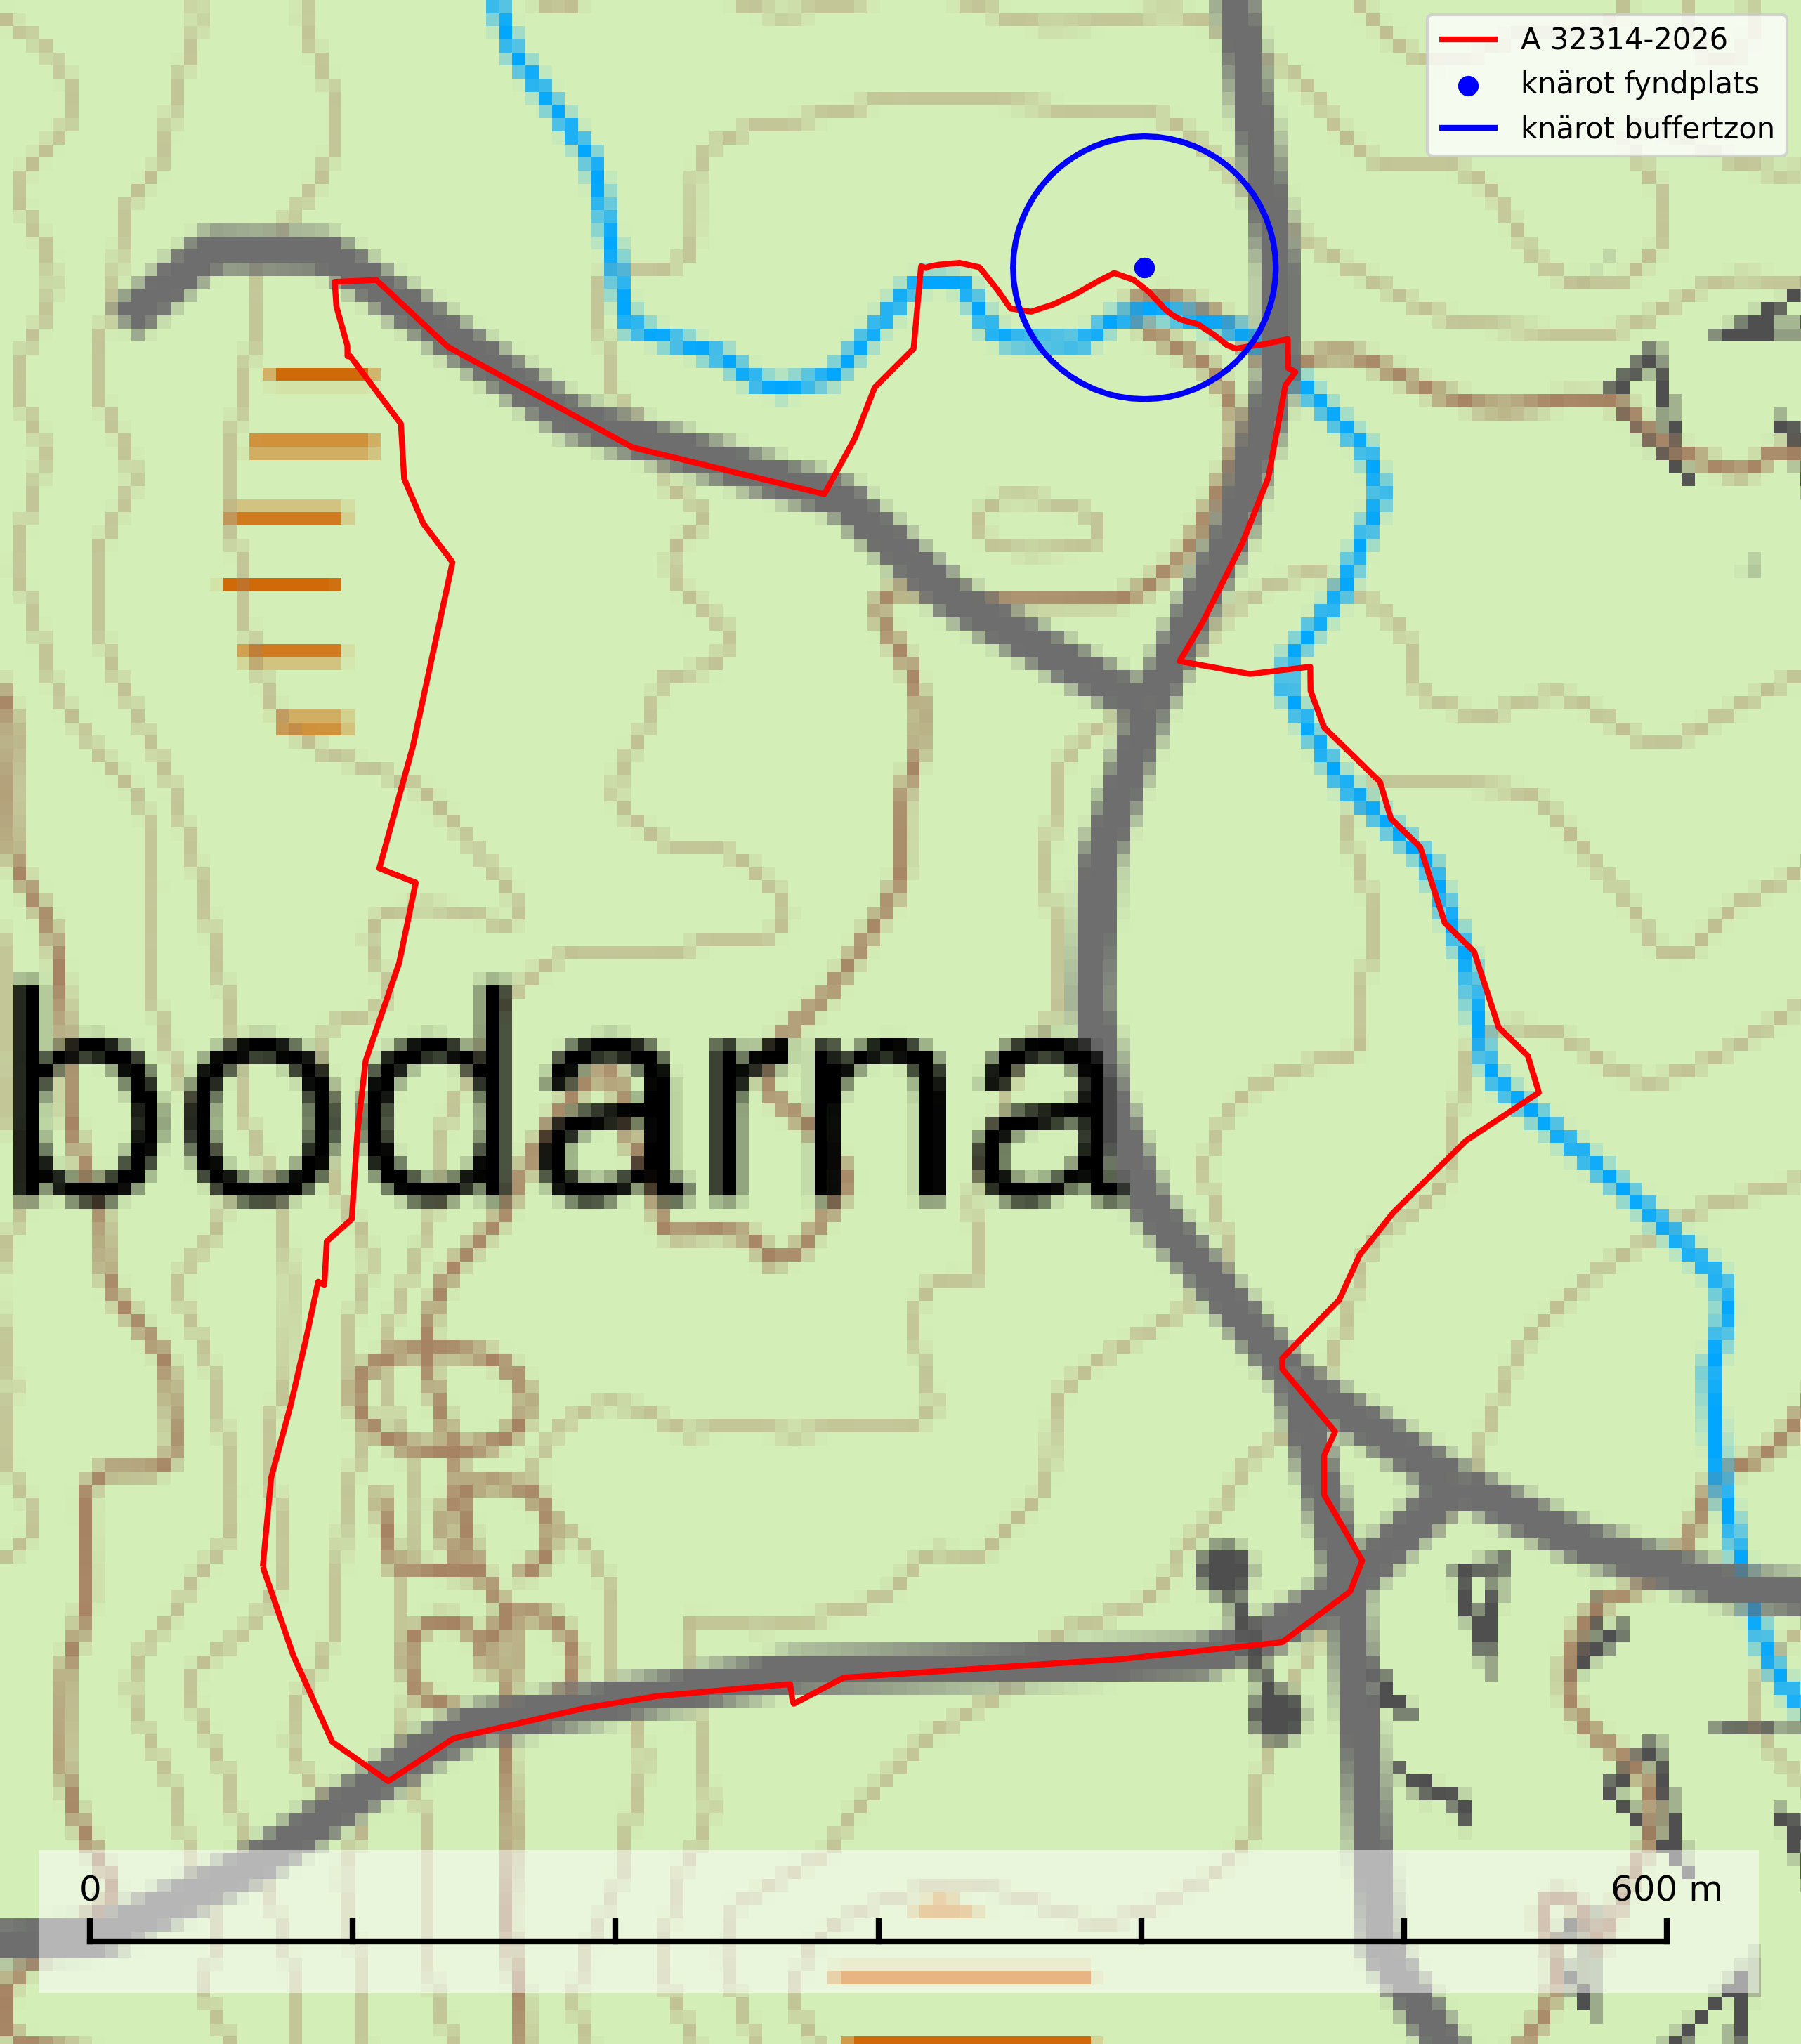 A 32314-2026
knärot fyndplats
knärot buffertzon
bodarna
0 600 m